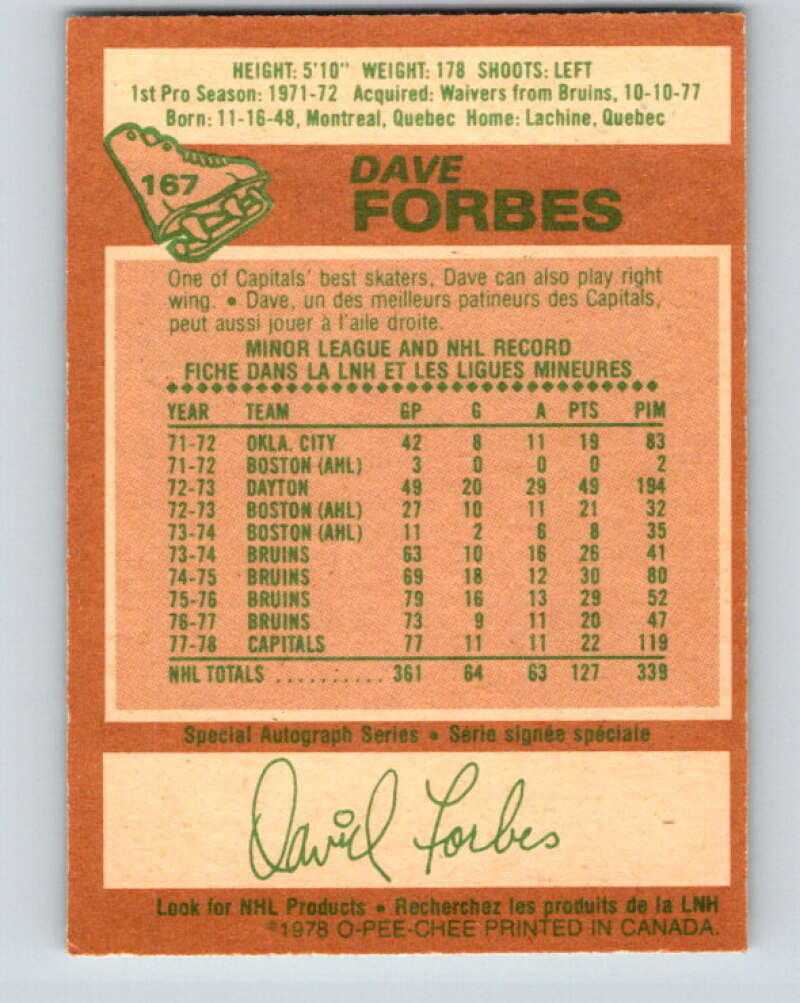 HEIGHT: 5'10" WEIGHT: 178 SHOOTS: LEFT
1st Pro Season: 1971-72 Acquired: Waivers from Bruins, 10-10-77
Born: 11-16-48, Montreal, Quebec Home: Lachine, Quebec
167
DAVE
FORBES
One of Capitals' best skaters, Dave can also play right
wing. • Dave, un des meilleurs patineurs des Capitals,
peut aussi jouer à l'aile droite.
MINOR LEAGUE AND NHL RECORD
FICHE DANS LA LNH ET LES LIGUES MINEURES
YEAR TEAM GP G A PTS PIM
71-72 OKLA. CITY 42 8 11 19 83
71-72 BOSTON (AHL) 3 0 0 0 2
72-73 DAYTON 49 20 29 49 194
72-73 BOSTON (AHL) 27 10 11 21 32
73-74 BOSTON (AHL) 11 2 6 8 35
73-74 BRUINS 63 10 16 26 41
74-75 BRUINS 69 18 12 30 80
75-76 BRUINS 79 16 13 29 52
76-77 BRUINS 73 9 11 20 47
77-78 CAPITALS 77 11 11 22 119
NHL TOTALS .......... 361 64 63 127 339
Special Autograph Series • Série signée spéciale
David Forbes
Look for NHL Products • Recherchez les produits de la LNH
©1978 O-PEE-CHEE PRINTED IN CANADA.